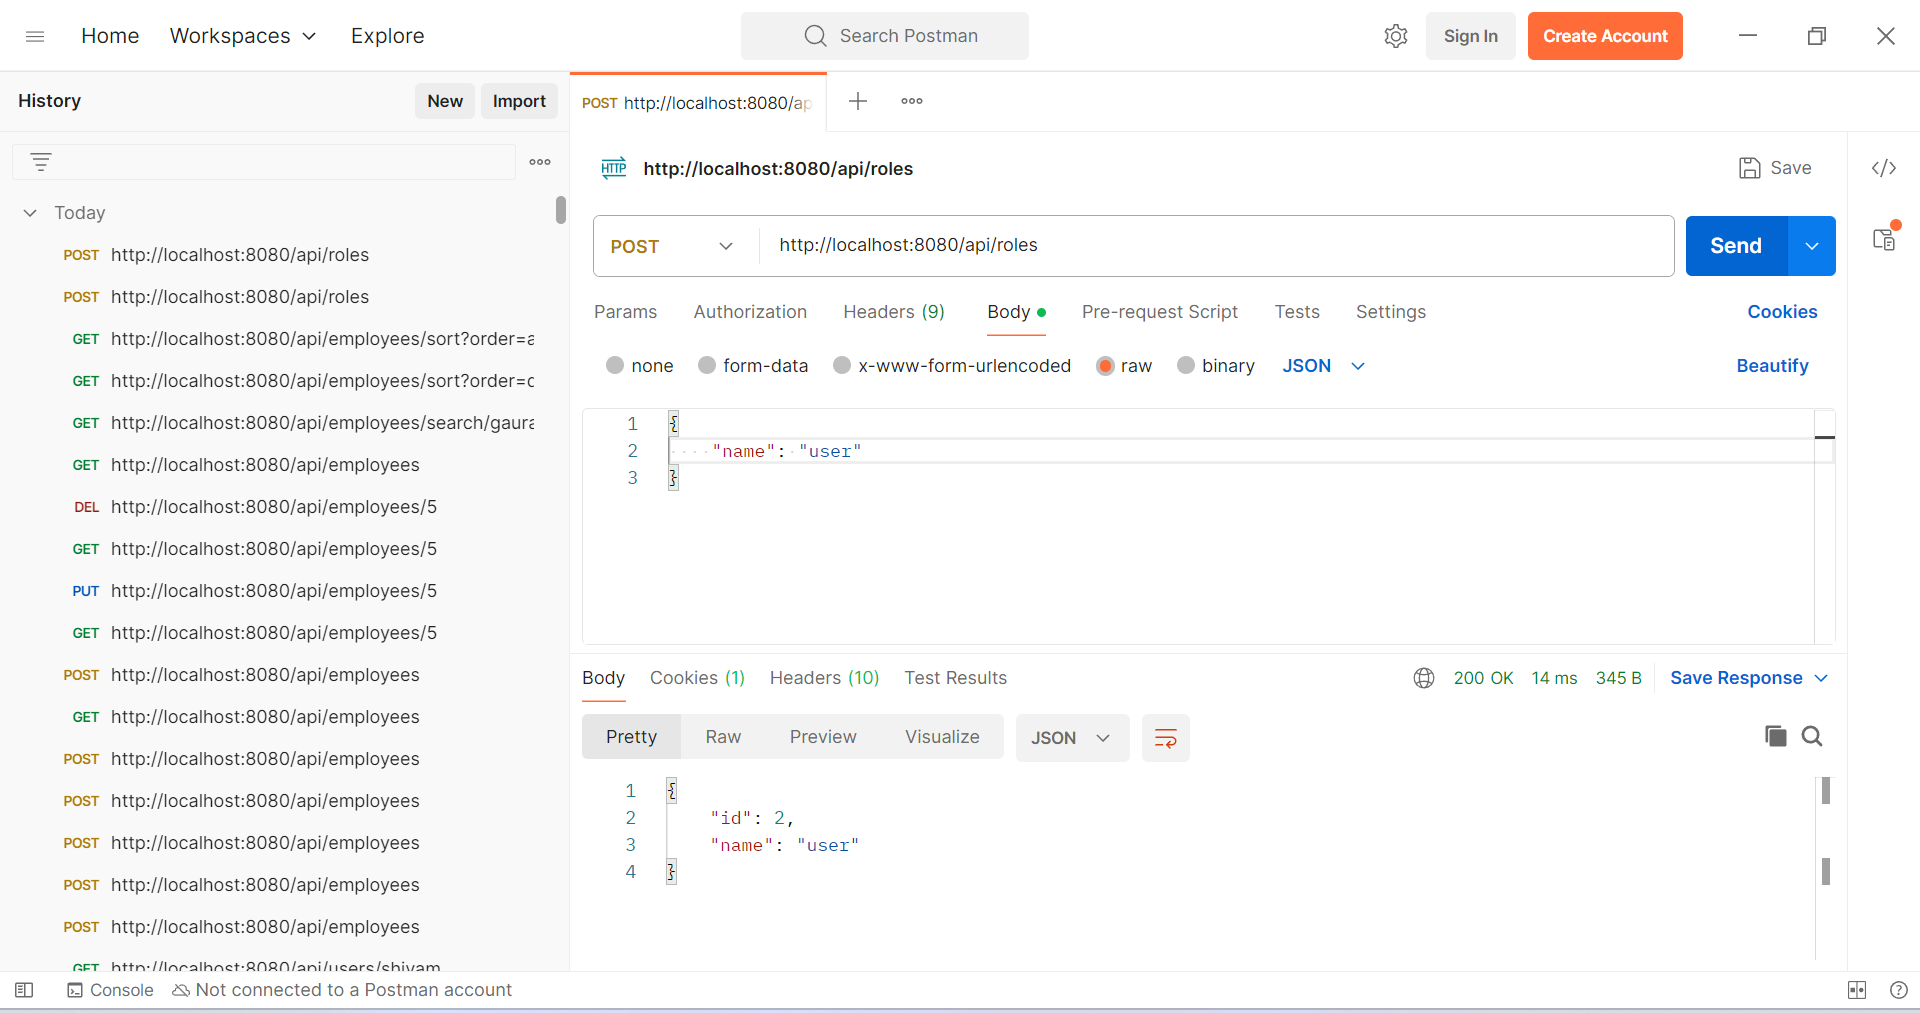 Home Workspaces Explore Search Postman Sign In Create Account
History New Import
POST http://localhost:8080/ap
HTTP http://localhost:8080/api/roles Save
Today
POST http://localhost:8080/api/roles
POST http://localhost:8080/api/roles
GET http://localhost:8080/api/employees/sort?order=a
GET http://localhost:8080/api/employees/sort?order=c
GET http://localhost:8080/api/employees/search/gaura
GET http://localhost:8080/api/employees
DEL http://localhost:8080/api/employees/5
GET http://localhost:8080/api/employees/5
PUT http://localhost:8080/api/employees/5
GET http://localhost:8080/api/employees/5
POST http://localhost:8080/api/employees
GET http://localhost:8080/api/employees
POST http://localhost:8080/api/employees
POST http://localhost:8080/api/employees
POST http://localhost:8080/api/employees
POST http://localhost:8080/api/employees
POST http://localhost:8080/api/employees
GET http://localhost:8080/api/users/shivam
POST http://localhost:8080/api/roles Send
Params Authorization Headers (9) Body Pre-request Script Tests Settings Cookies
none form-data x-www-form-urlencoded raw binary JSON Beautify
1 {
2 "name": "user"
3 }
Body Cookies (1) Headers (10) Test Results 200 OK 14 ms 345 B Save Response
Pretty Raw Preview Visualize JSON
1 {
2 "id": 2,
3 "name": "user"
4 }
Console Not connected to a Postman account